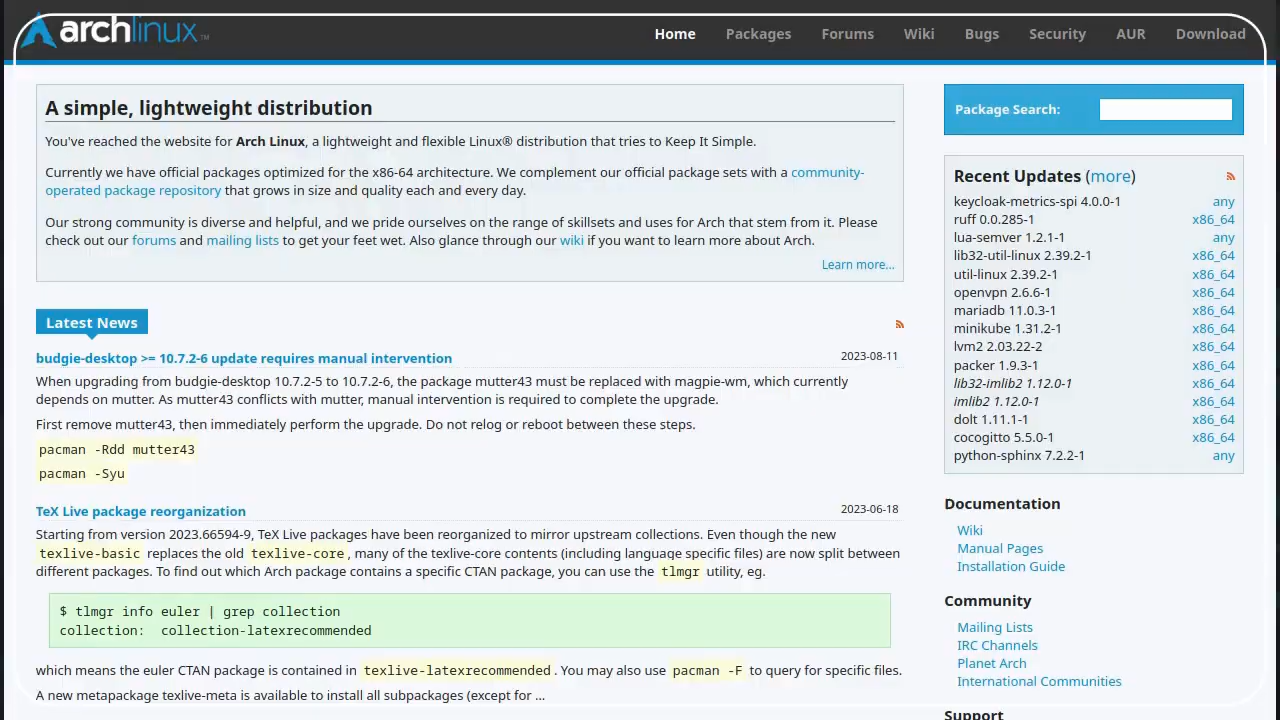 archlinux™
Home Packages Forums Wiki Bugs Security AUR Download
A simple, lightweight distribution
You've reached the website for Arch Linux, a lightweight and flexible Linux® distribution that tries to Keep It Simple.
Currently we have official packages optimized for the x86-64 architecture. We complement our official package sets with a community-
operated package repository that grows in size and quality each and every day.
Our strong community is diverse and helpful, and we pride ourselves on the range of skillsets and uses for Arch that stem from it. Please
check out our forums and mailing lists to get your feet wet. Also glance through our wiki if you want to learn more about Arch.
Learn more...
Latest News
budgie-desktop >= 10.7.2-6 update requires manual intervention 2023-08-11
When upgrading from budgie-desktop 10.7.2-5 to 10.7.2-6, the package mutter43 must be replaced with magpie-wm, which currently
depends on mutter. As mutter43 conflicts with mutter, manual intervention is required to complete the upgrade.
First remove mutter43, then immediately perform the upgrade. Do not relog or reboot between these steps.
pacman -Rdd mutter43
pacman -Syu
TeX Live package reorganization 2023-06-18
Starting from version 2023.66594-9, TeX Live packages have been reorganized to mirror upstream collections. Even though the new
texlive-basic replaces the old texlive-core, many of the texlive-core contents (including language specific files) are now split between
different packages. To find out which Arch package contains a specific CTAN package, you can use the tlmgr utility, eg.
$ tlmgr info euler | grep collection
collection: collection-latexrecommended
which means the euler CTAN package is contained in texlive-latexrecommended. You may also use pacman -F to query for specific files.
A new metapackage texlive-meta is available to install all subpackages (except for ...
Package Search:
Recent Updates (more)
keycloak-metrics-spi 4.0.0-1 any
ruff 0.0.285-1 x86_64
lua-semver 1.2.1-1 any
lib32-util-linux 2.39.2-1 x86_64
util-linux 2.39.2-1 x86_64
openvpn 2.6.6-1 x86_64
mariadb 11.0.3-1 x86_64
minikube 1.31.2-1 x86_64
lvm2 2.03.22-2 x86_64
packer 1.9.3-1 x86_64
lib32-imlib2 1.12.0-1 x86_64
imlib2 1.12.0-1 x86_64
dolt 1.11.1-1 x86_64
cocogitto 5.5.0-1 x86_64
python-sphinx 7.2.2-1 any
Documentation
Wiki
Manual Pages
Installation Guide
Community
Mailing Lists
IRC Channels
Planet Arch
International Communities
Support